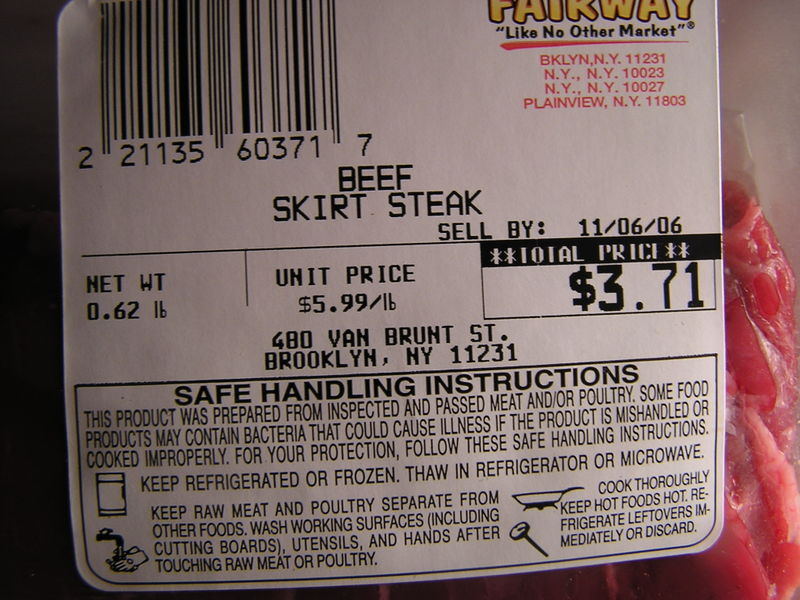 FAIRWAY
"Like No Other Market"®
BKLYN,N.Y. 11231
N.Y., N.Y. 10023
N.Y., N.Y. 10027
PLAINVIEW, N.Y. 11803
2 21135 60371 7
BEEF
SKIRT STEAK
SELL BY: 11/06/06
**TOTAL PRICE**
NET WT
0.62 lb
UNIT PRICE
$5.99/lb
$3.71
480 VAN BRUNT ST.
BROOKLYN, NY 11231
SAFE HANDLING INSTRUCTIONS
THIS PRODUCT WAS PREPARED FROM INSPECTED AND PASSED MEAT AND/OR POULTRY. SOME FOOD
PRODUCTS MAY CONTAIN BACTERIA THAT COULD CAUSE ILLNESS IF THE PRODUCT IS MISHANDLED OR
COOKED IMPROPERLY. FOR YOUR PROTECTION, FOLLOW THESE SAFE HANDLING INSTRUCTIONS.
KEEP REFRIGERATED OR FROZEN. THAW IN REFRIGERATOR OR MICROWAVE.
KEEP RAW MEAT AND POULTRY SEPARATE FROM
OTHER FOODS. WASH WORKING SURFACES (INCLUDING
CUTTING BOARDS), UTENSILS, AND HANDS AFTER
TOUCHING RAW MEAT OR POULTRY.
COOK THOROUGHLY
KEEP HOT FOODS HOT. RE-
FRIGERATE LEFTOVERS IM-
MEDIATELY OR DISCARD.